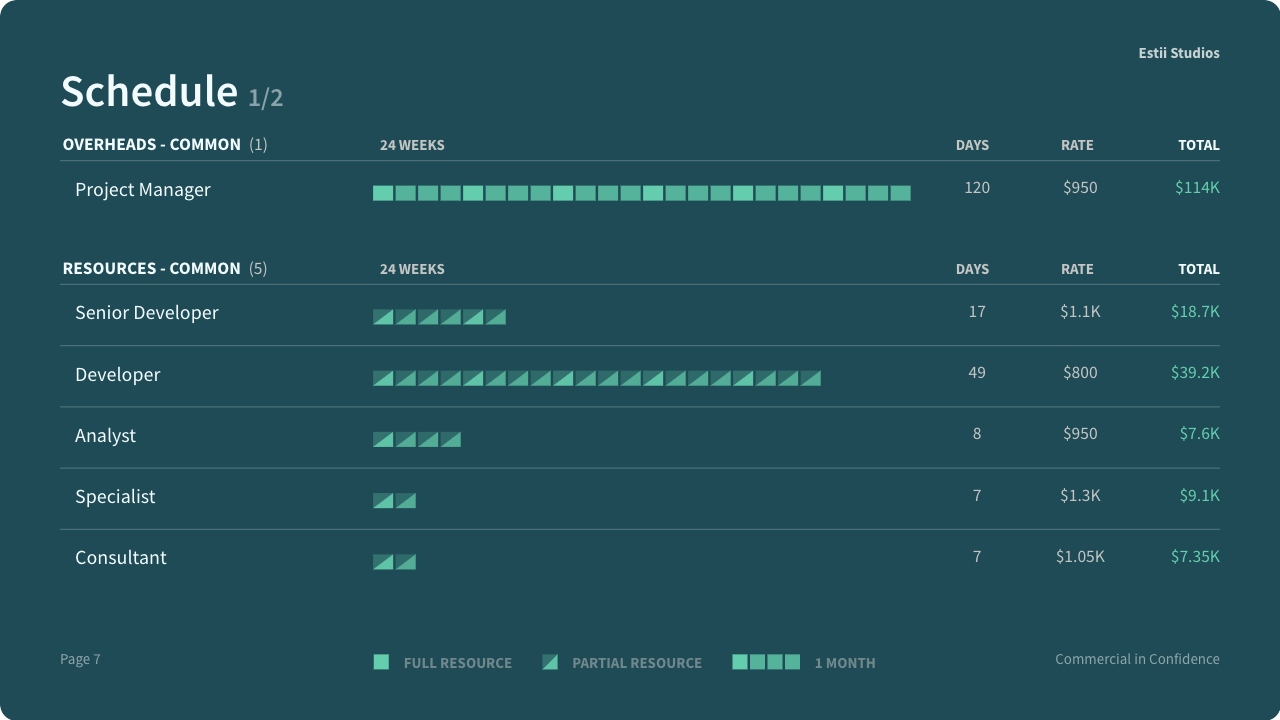 Estii Studios
Schedule 1/2
OVERHEADS - COMMON (1) 24 WEEKS DAYS RATE TOTAL
Project Manager 120 $950 $114K
RESOURCES - COMMON (5) 24 WEEKS DAYS RATE TOTAL
Senior Developer 17 $1.1K $18.7K
Developer 49 $800 $39.2K
Analyst 8 $950 $7.6K
Specialist 7 $1.3K $9.1K
Consultant 7 $1.05K $7.35K
Page 7 FULL RESOURCE PARTIAL RESOURCE 1 MONTH Commercial in Confidence